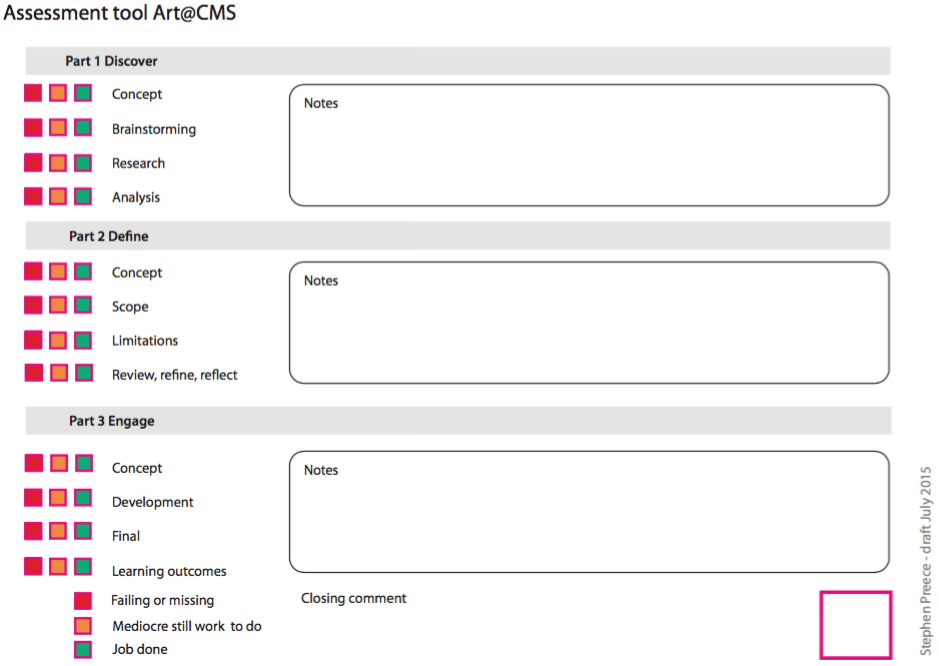 Assessment tool Art@CMS
Part 1 Discover
Concept
Notes
Brainstorming
Research
Analysis
Part 2 Define
Concept
Notes
Scope
Limitations
Review, refine, reflect
Part 3 Engage
Concept
Notes
Development
Final
Learning outcomes
Failing or missing
Closing comment
Mediocre still work to do
Job done
Stephen Preece - draft July 2015